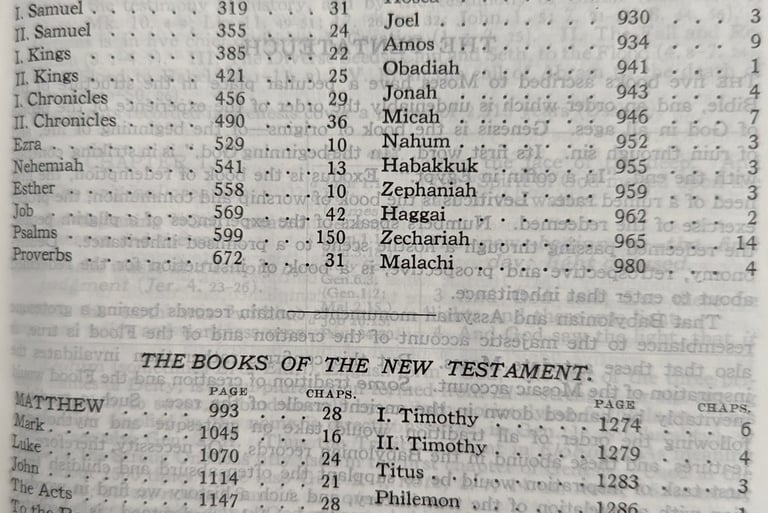 I. Samuel . . . . . 319 . . . . 31
II. Samuel . . . . . 355 . . . . 24
I. Kings . . . . . 385 . . . . 22
II. Kings . . . . . 421 . . . . 25
I. Chronicles . . . . 456 . . . . 29
II. Chronicles . . . . 490 . . . . 36
Ezra . . . . . 529 . . . . 10
Nehemiah . . . . . 541 . . . . 13
Esther . . . . . 558 . . . . 10
Job . . . . . 569 . . . . 42
Psalms . . . . . 599 . . . . 150
Proverbs . . . . . 672 . . . . 31
Joel . . . . . 930 . . . 3
Amos . . . . . 934 . . . 9
Obadiah . . . . . 941 . . . 1
Jonah . . . . . 943 . . . 4
Micah . . . . . 946 . . . 7
Nahum . . . . . 952 . . . 3
Habakkuk . . . . 955 . . . 3
Zephaniah . . . . 959 . . . 3
Haggai . . . . . 962 . . . 2
Zechariah . . . . 965 . . . 14
Malachi . . . . . 980 . . . 4
THE BOOKS OF THE NEW TESTAMENT.
PAGE CHAPS.
MATTHEW . . . . 993 . . . 28
Mark . . . . . 1045 . . . 16
Luke . . . . . 1070 . . . 24
John . . . . . 1114 . . . 21
The Acts . . . . 1147 . . . 28
PAGE CHAPS.
I. Timothy . . . . 1274 . . . 6
II. Timothy . . . . 1279 . . . 4
Titus . . . . . 1283 . . . 3
Philemon . . . . 1286 . . . 1